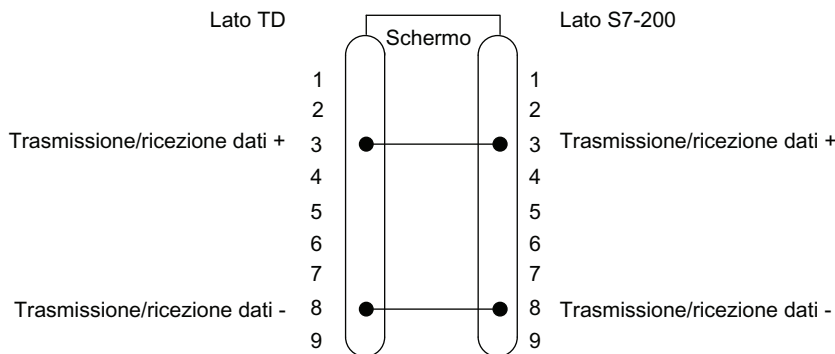 Lato TD
Schermo
Lato S7-200
1
1
2
2
Trasmissione/ricezione dati +
3
3
Trasmissione/ricezione dati +
4
4
5
5
6
6
7
7
Trasmissione/ricezione dati -
8
8
Trasmissione/ricezione dati -
9
9